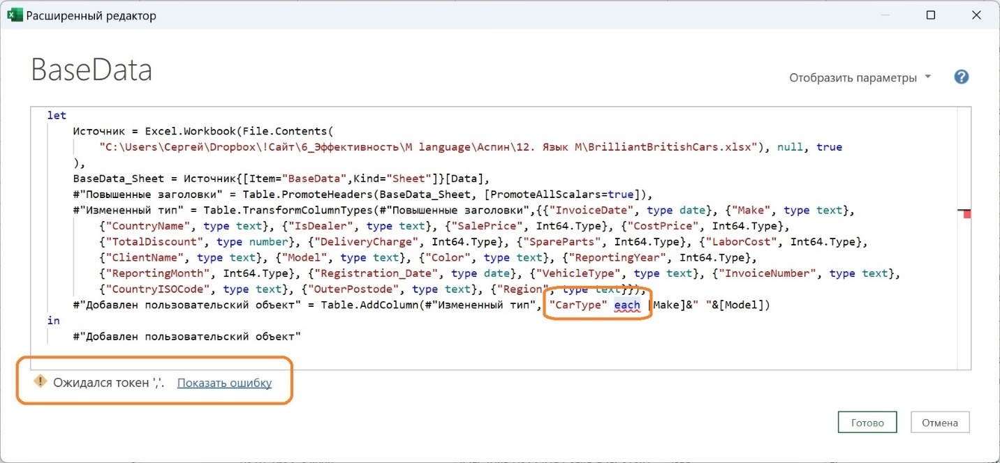 Расширенный редактор
BaseData
Отобразить параметры
?
let
Источник = Excel.Workbook(File.Contents(
"C:\Users\Сергей\Dropbox\!Сайт\6_Эффективность\M language\Аспин\12. Язык M\BrilliantBritishCars.xlsx"), null, true
),
BaseData_Sheet = Источник{[Item="BaseData",Kind="Sheet"]}[Data],
#"Повышенные заголовки" = Table.PromoteHeaders(BaseData_Sheet, [PromoteAllScalars=true]),
#"Измененный тип" = Table.TransformColumnTypes(#"Повышенные заголовки",{{"InvoiceDate", type date}, {"Make", type text},
{"CountryName", type text}, {"IsDealer", type text}, {"SalePrice", Int64.Type}, {"CostPrice", Int64.Type},
{"TotalDiscount", type number}, {"DeliveryCharge", Int64.Type}, {"SpareParts", Int64.Type}, {"LaborCost", Int64.Type},
{"ClientName", type text}, {"Model", type text}, {"Color", type text}, {"ReportingYear", Int64.Type},
{"ReportingMonth", Int64.Type}, {"Registration_Date", type date}, {"VehicleType", type text}, {"InvoiceNumber", type text},
{"CountryISOCode", type text}, {"OuterPostode", type text}, {"Region", type text}}),
#"Добавлен пользовательский объект" = Table.AddColumn(#"Измененный тип", "CarType" each [Make]&" "&[Model])
in
#"Добавлен пользовательский объект"
Ожидался токен ','. Показать ошибку
Готово
Отмена